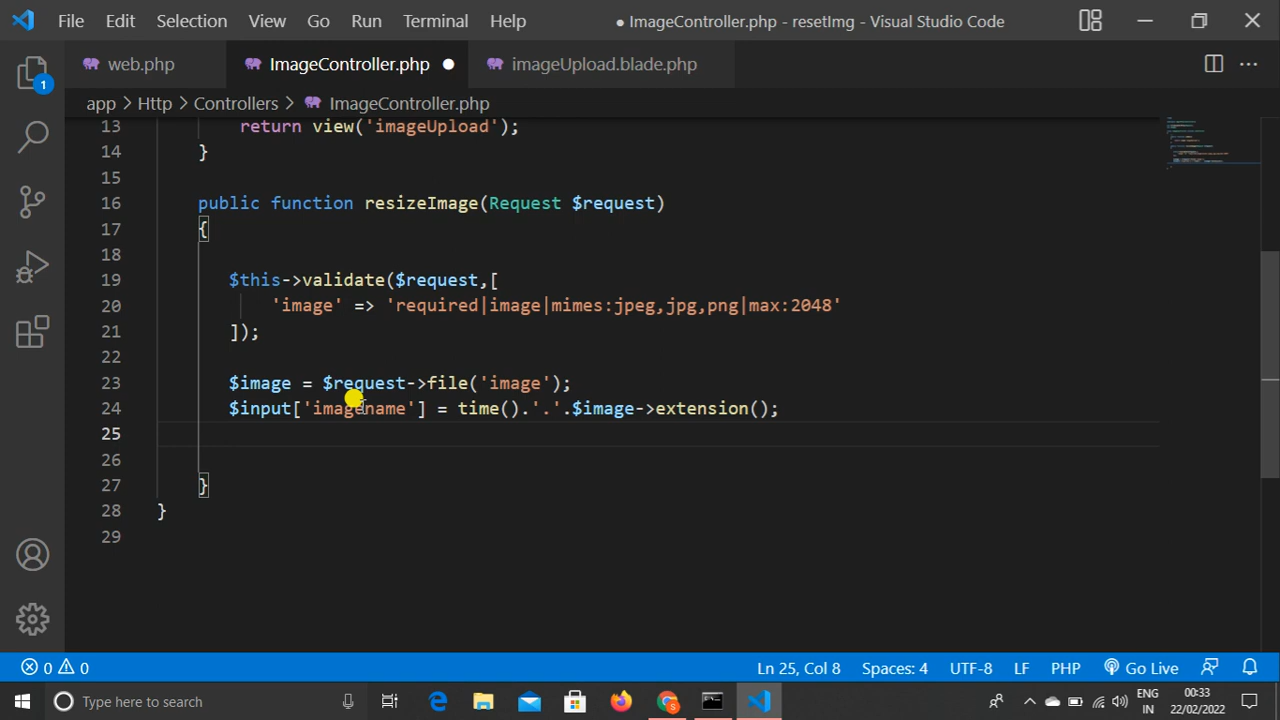 File Edit Selection View Go Run Terminal Help ● ImageController.php - resetImg - Visual Studio Code
web.php ImageController.php ● imageUpload.blade.php
app > Http > Controllers > ImageController.php
1
13 return view('imageUpload');
14 }
15
16 public function resizeImage(Request $request)
17 {
18
19 $this->validate($request,[
20 'image' => 'required|image|mimes:jpeg,jpg,png|max:2048'
21 ]);
22
23 $image = $request->file('image');
24 $input['imagename'] = time().'.'.$image->extension();
25
26
27 }
28 }
29
0 0 Ln 25, Col 8 Spaces: 4 UTF-8 LF PHP Go Live
Type here to search ENG IN 00:33 22/02/2022